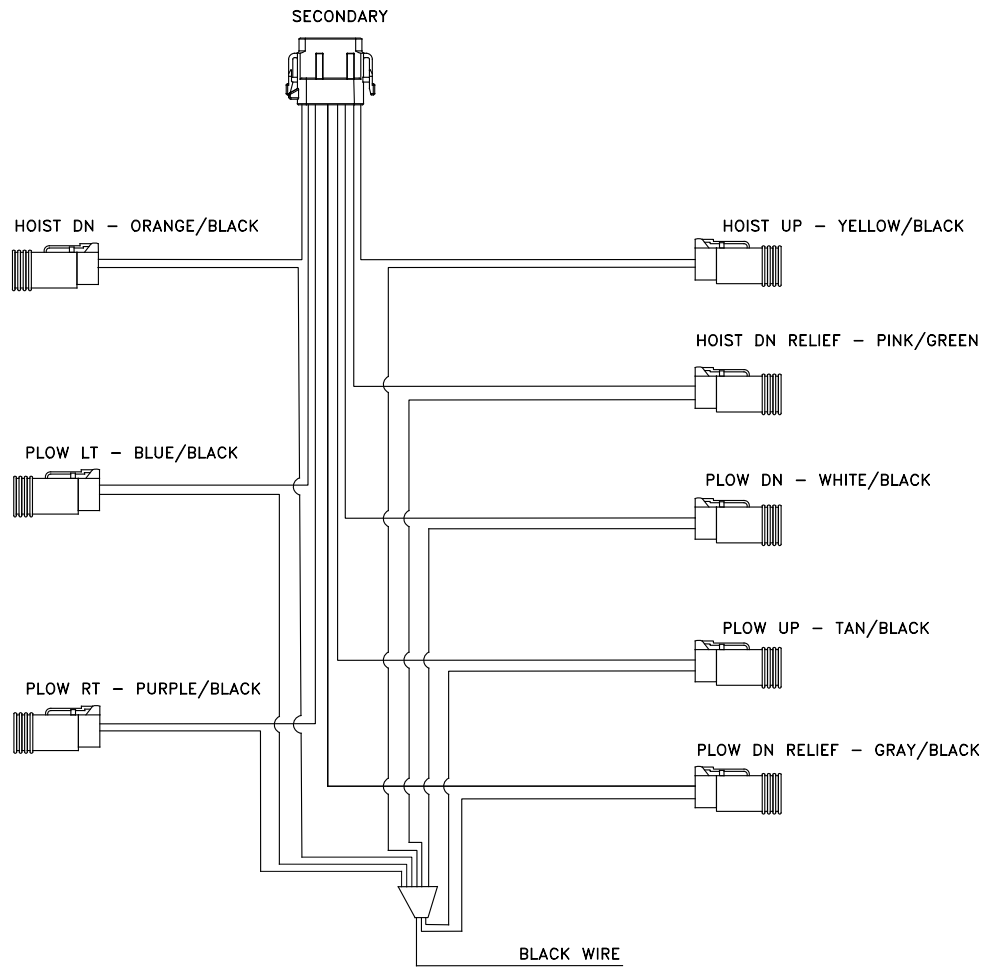 SECONDARY
HOIST DN - ORANGE/BLACK
HOIST UP - YELLOW/BLACK
HOIST DN RELIEF - PINK/GREEN
PLOW LT - BLUE/BLACK
PLOW DN - WHITE/BLACK
PLOW UP - TAN/BLACK
PLOW RT - PURPLE/BLACK
PLOW DN RELIEF - GRAY/BLACK
BLACK WIRE